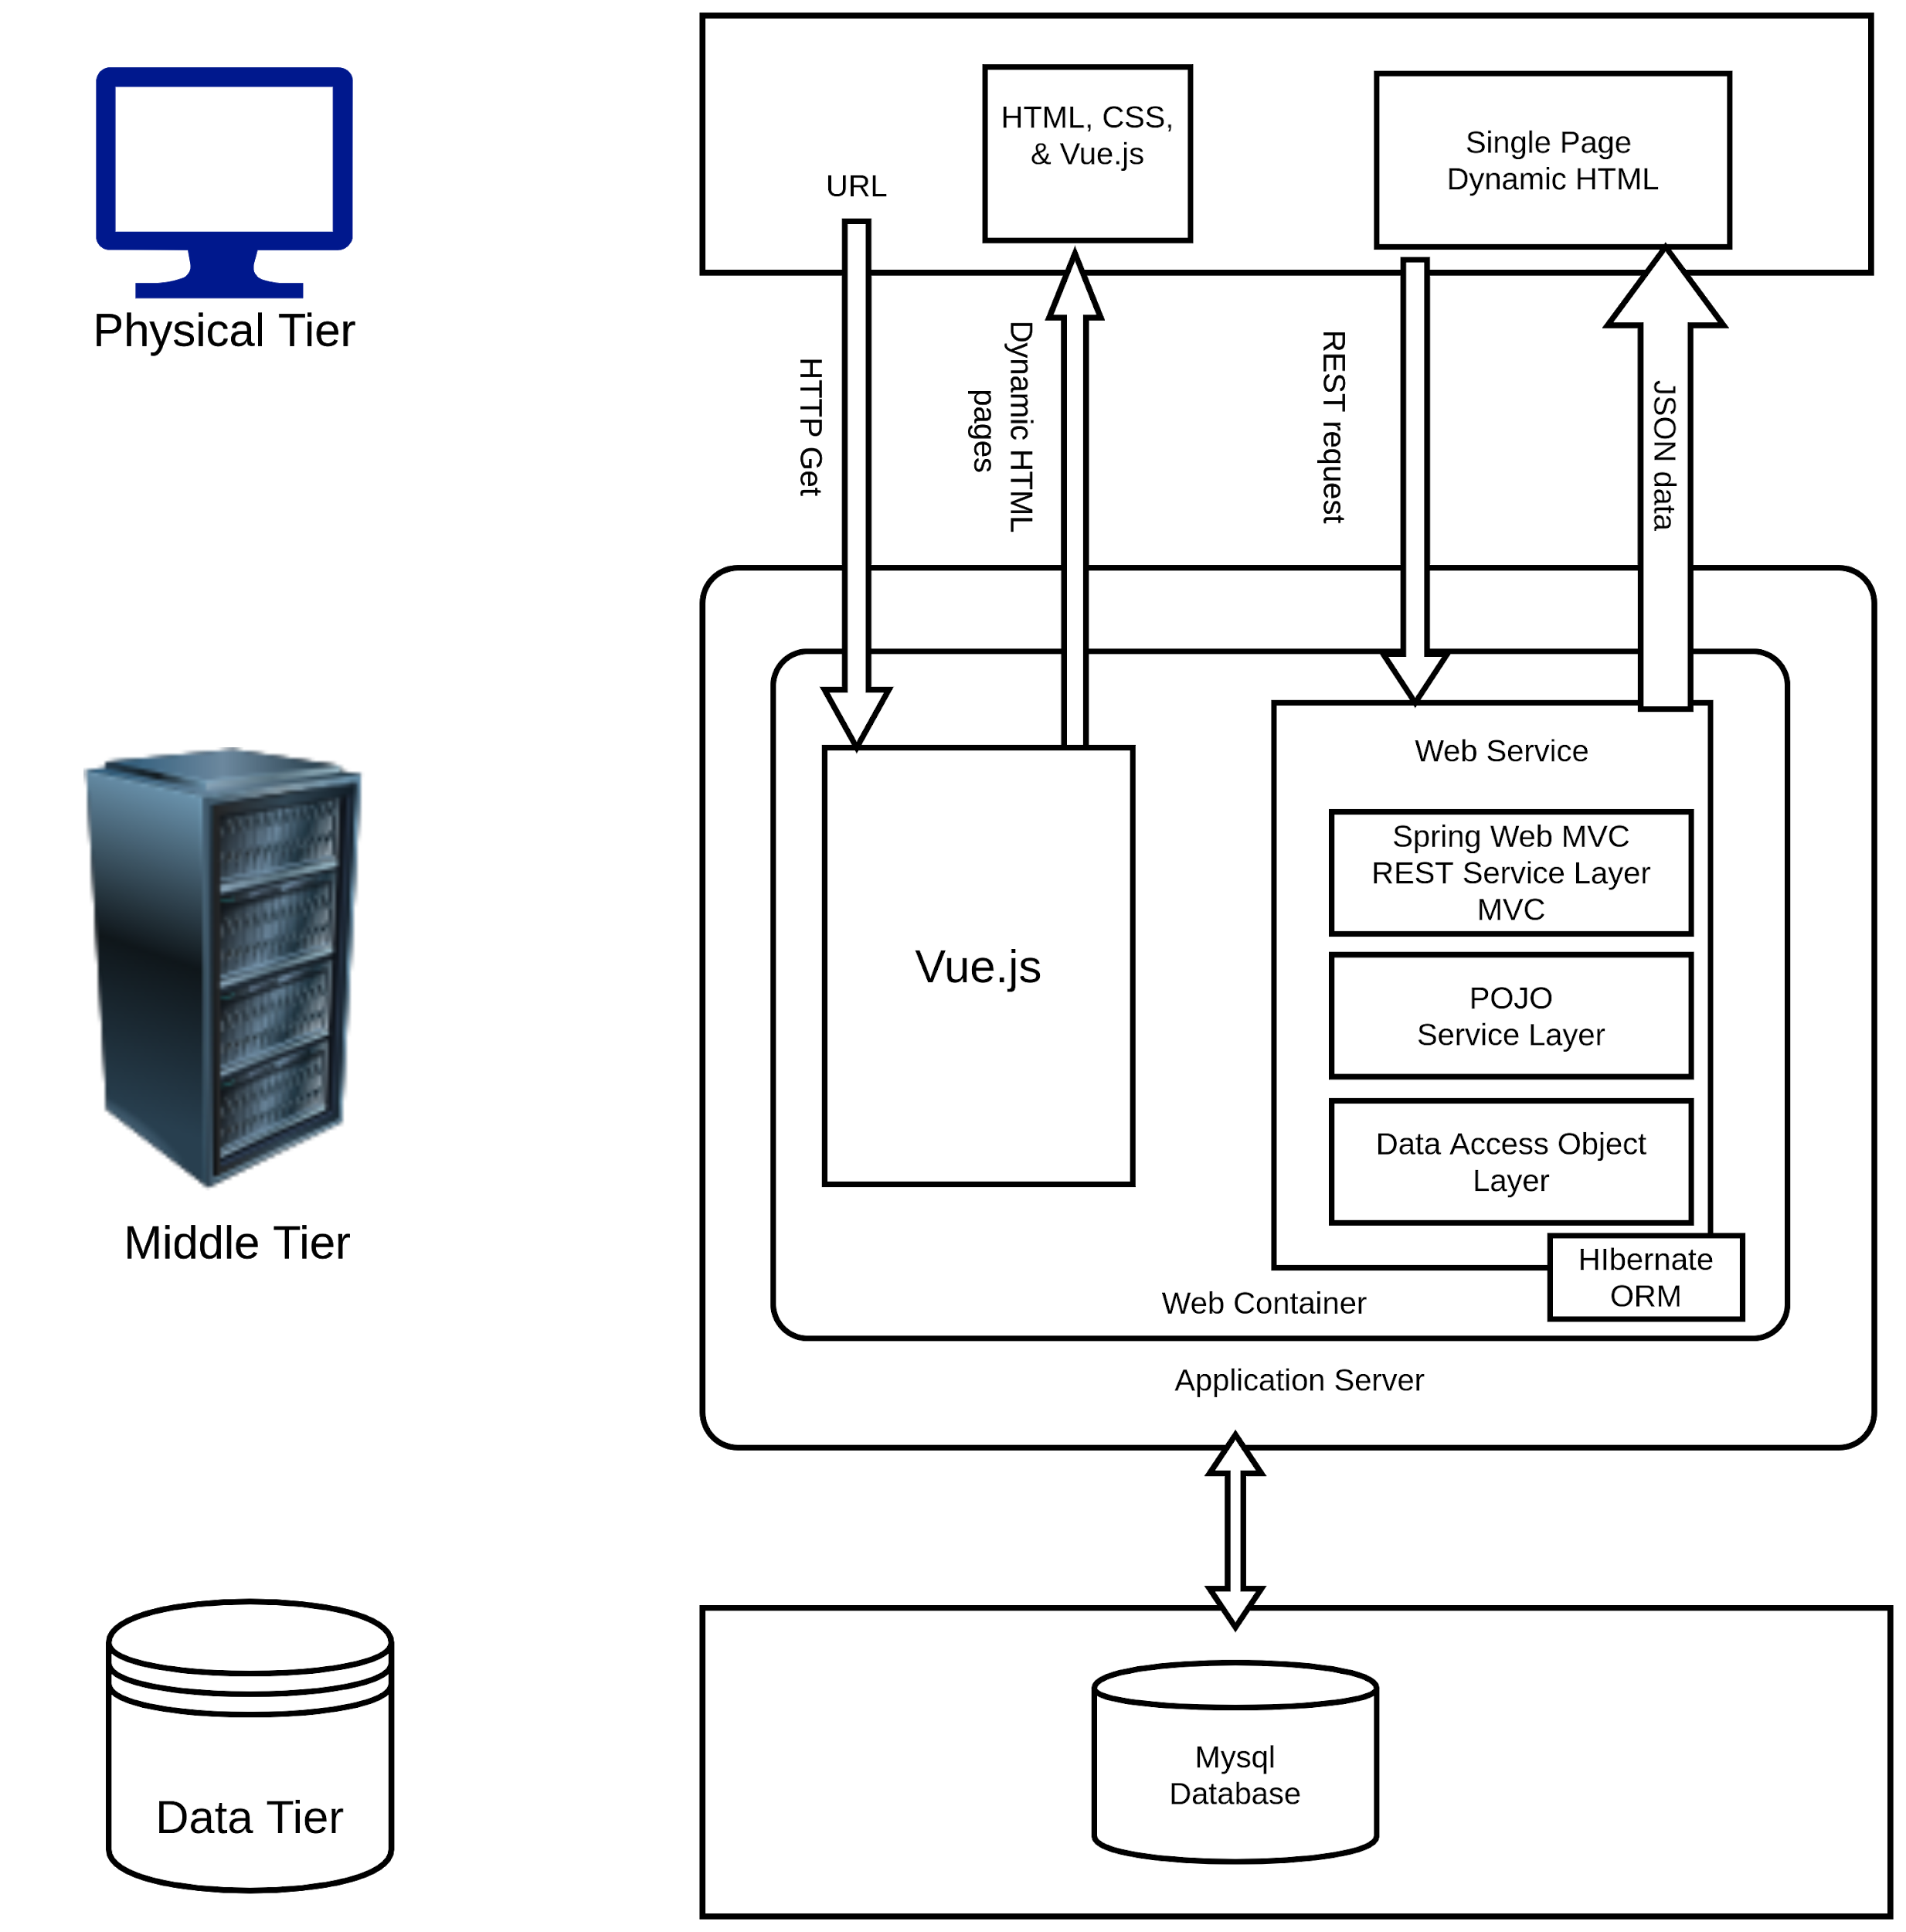 HTML, CSS,
& Vue.js
Single Page
Dynamic HTML
URL
Physical Tier
HTTP Get
Dynamic HTML
pages
REST request
JSON data
Web Service
Spring Web MVC
REST Service Layer
MVC
Vue.js
POJO
Service Layer
Data Access Object
Layer
Middle Tier
HIbernate
ORM
Web Container
Application Server
Mysql
Database
Data Tier